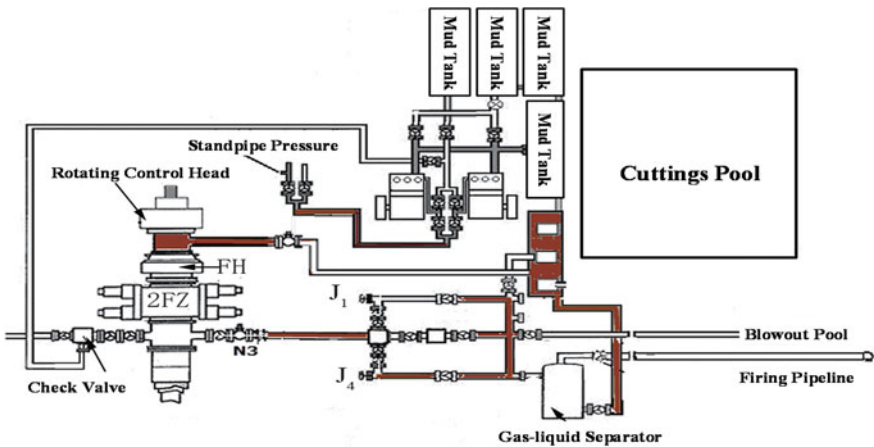 Mud Tank
Mud Tank
Mud Tank
Mud Tank
Cuttings Pool
Standpipe Pressure
Rotating Control Head
FH
2FZ
J1
N3
Blowout Pool
J4
Check Valve
Firing Pipeline
Gas-liquid Separator